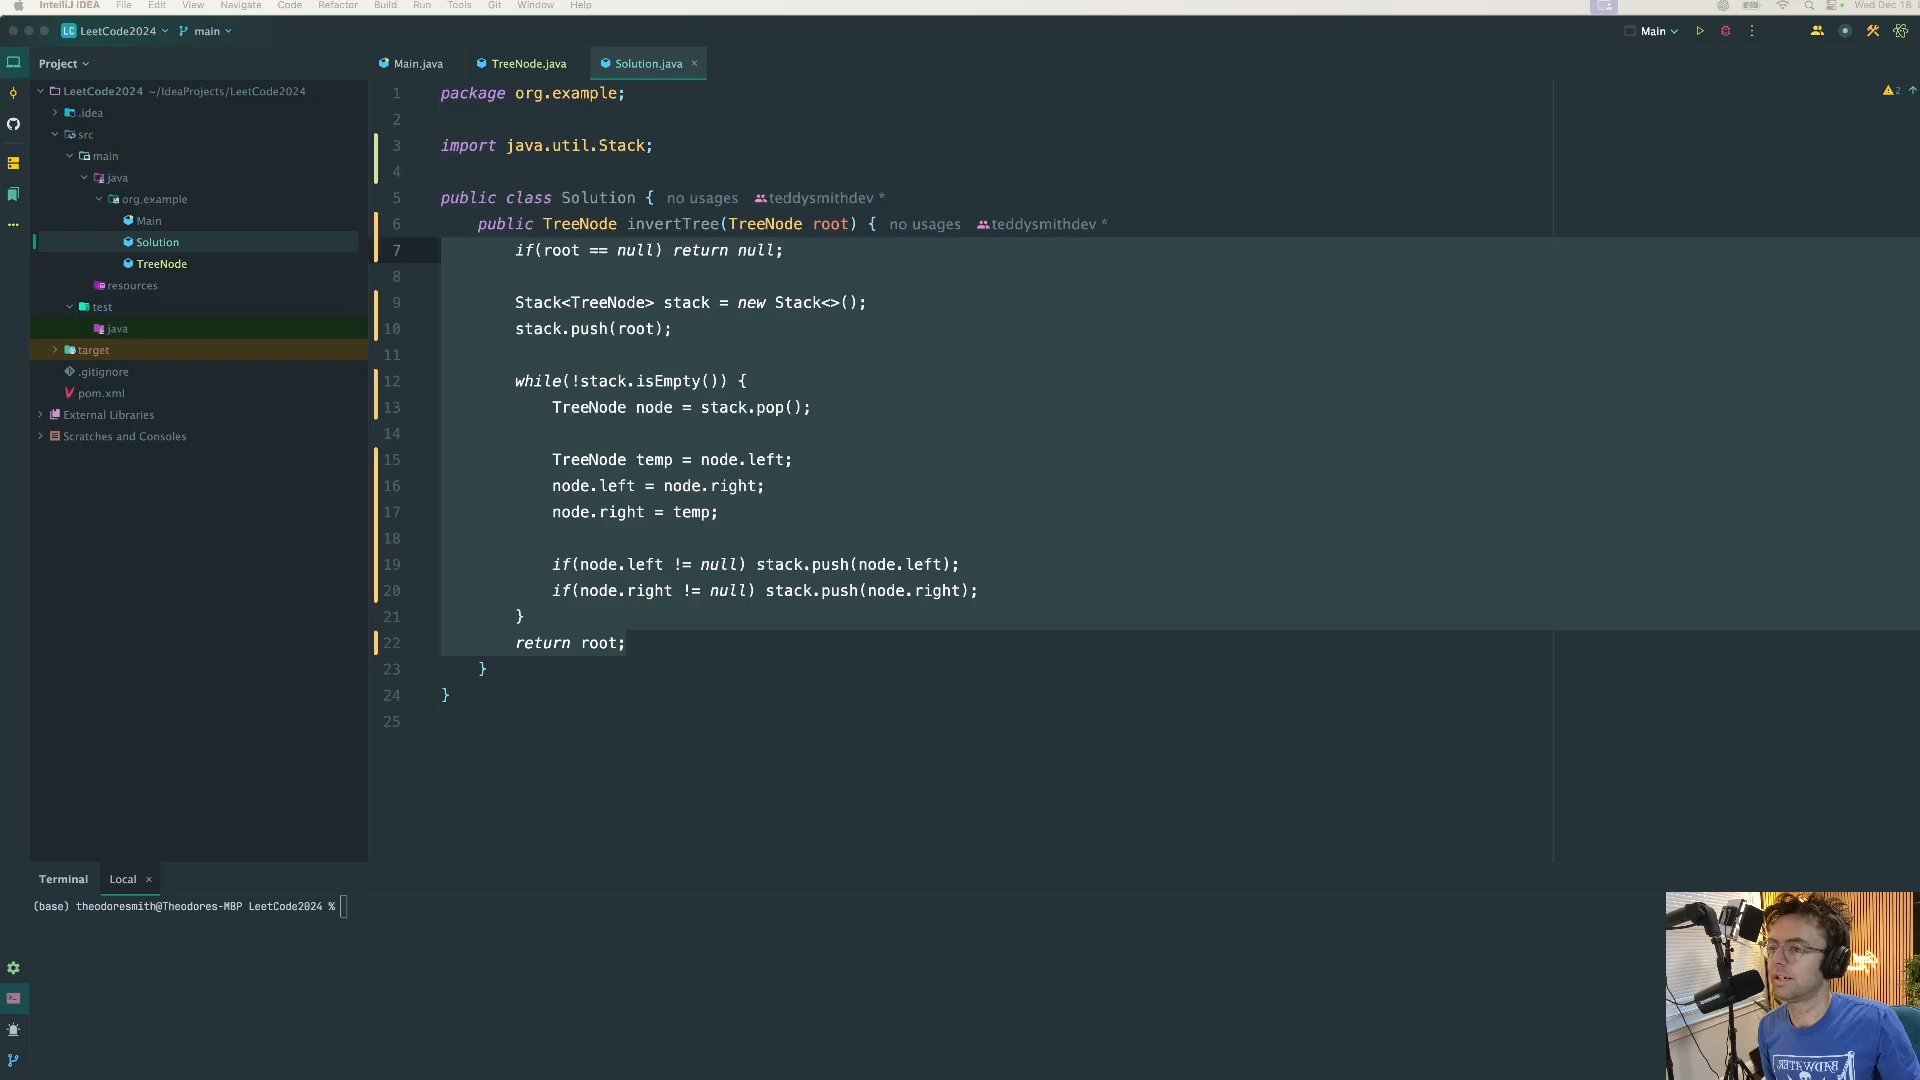 IntelliJ IDEA File Edit View Navigate Code Refactor Build Run Tools Git Window Help Wed Dec 18
LC LeetCode2024 main Main
Project Main.java TreeNode.java Solution.java ×
LeetCode2024 ~/IdeaProjects/LeetCode2024
.idea
src
main
java
org.example
Main
Solution
TreeNode
resources
test
java
target
.gitignore
pom.xml
External Libraries
Scratches and Consoles
2
1 package org.example;
2
3 import java.util.Stack;
4
5 public class Solution { no usages teddysmithdev *
6 public TreeNode invertTree(TreeNode root) { no usages teddysmithdev *
7 if(root == null) return null;
8
9 Stack<TreeNode> stack = new Stack<>();
10 stack.push(root);
11
12 while(!stack.isEmpty()) {
13 TreeNode node = stack.pop();
14
15 TreeNode temp = node.left;
16 node.left = node.right;
17 node.right = temp;
18
19 if(node.left != null) stack.push(node.left);
20 if(node.right != null) stack.push(node.right);
21 }
22 return root;
23 }
24 }
25
Terminal Local ×
(base) theodoresmith@Theodores-MBP LeetCode2024 %